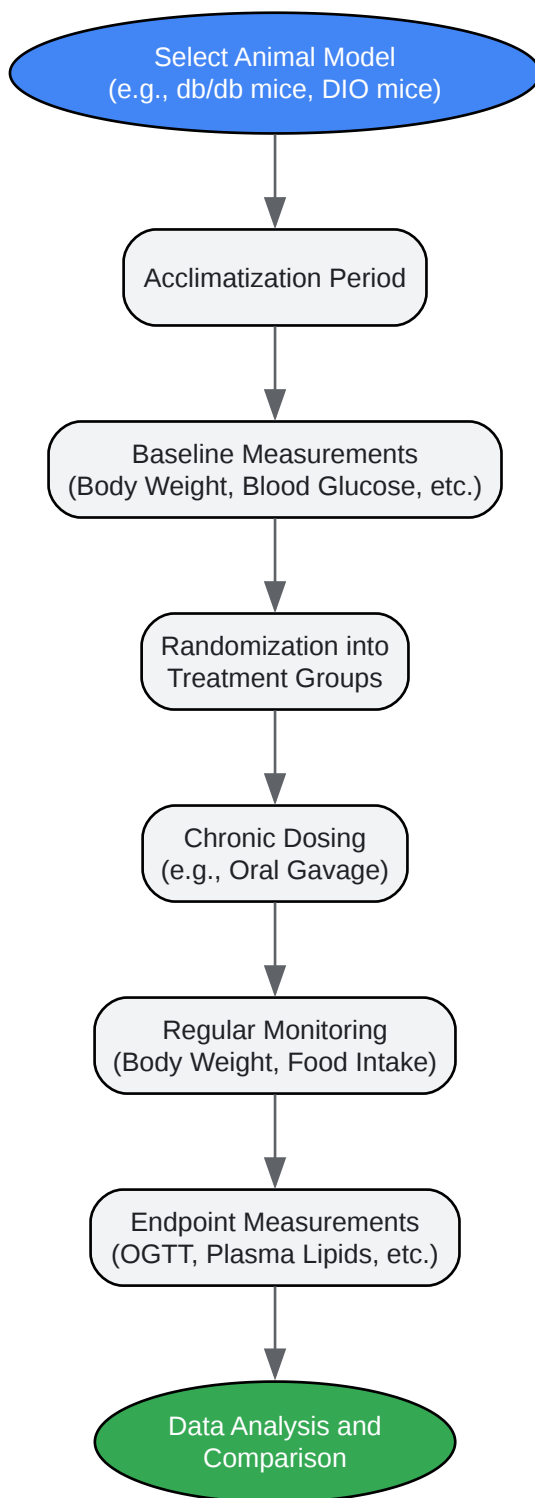 Select Animal Model
(e.g., db/db mice, DIO mice)
Acclimatization Period
Baseline Measurements
(Body Weight, Blood Glucose, etc.)
Randomization into
Treatment Groups
Chronic Dosing
(e.g., Oral Gavage)
Regular Monitoring
(Body Weight, Food Intake)
Endpoint Measurements
(OGTT, Plasma Lipids, etc.)
Data Analysis and
Comparison